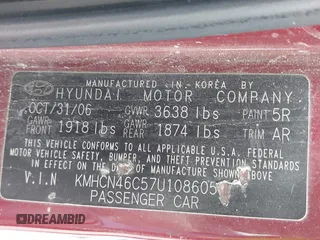 MANUFACTURED IN KOREA BY
HYUNDAI MOTOR COMPANY
OCT/31/06 GVWR 3638 lbs PAINT 5R
GAWR FRONT 1918 lbs GAWR REAR 1874 lbs TRIM AR
THIS VEHICLE CONFORMS TO ALL APPLICABLE U.S. FEDERAL
MOTOR VEHICLE SAFETY, BUMPER, AND THEFT PREVENTION
STANDARDS IN EFFECT ON THE DATE OF MANUFACTURE SHOWN ABOVE.
V.I.N KMHCN46C57U108605
PASSENGER CAR
DREAMBID